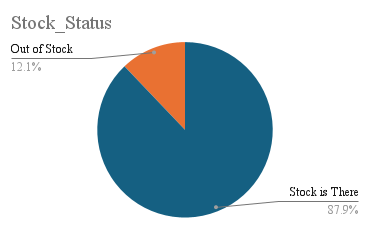 Stock_Status
Out of Stock
12.1%
Stock is There
87.9%